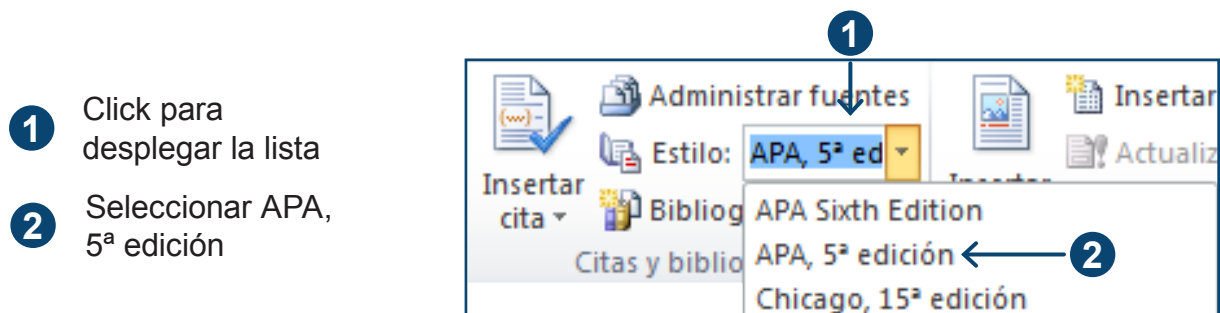 1
1 Click para
desplegar la lista
2 Seleccionar APA,
5ª edición
Administrar fuentes
Estilo: APA, 5ª ed
Insertar
cita
Bibliog
Citas y biblio
Insertar
Actualiz
APA Sixth Edition
APA, 5ª edición 2
Chicago, 15ª edición